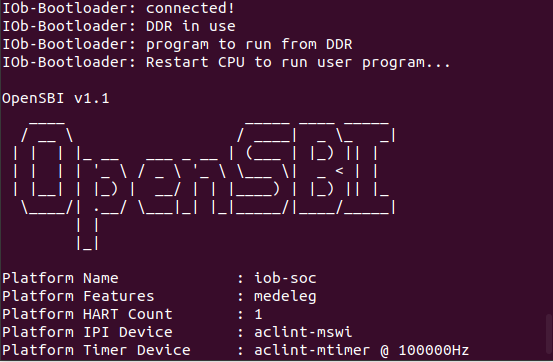 IOb-Bootloader: connected!
IOb-Bootloader: DDR in use
IOb-Bootloader: program to run from DDR
IOb-Bootloader: Restart CPU to run user program...
OpenSBI v1.1
OpenSBI
Platform Name : iob-soc
Platform Features : medeleg
Platform HART Count : 1
Platform IPI Device : aclint-mswi
Platform Timer Device : aclint-mtimer @ 100000Hz